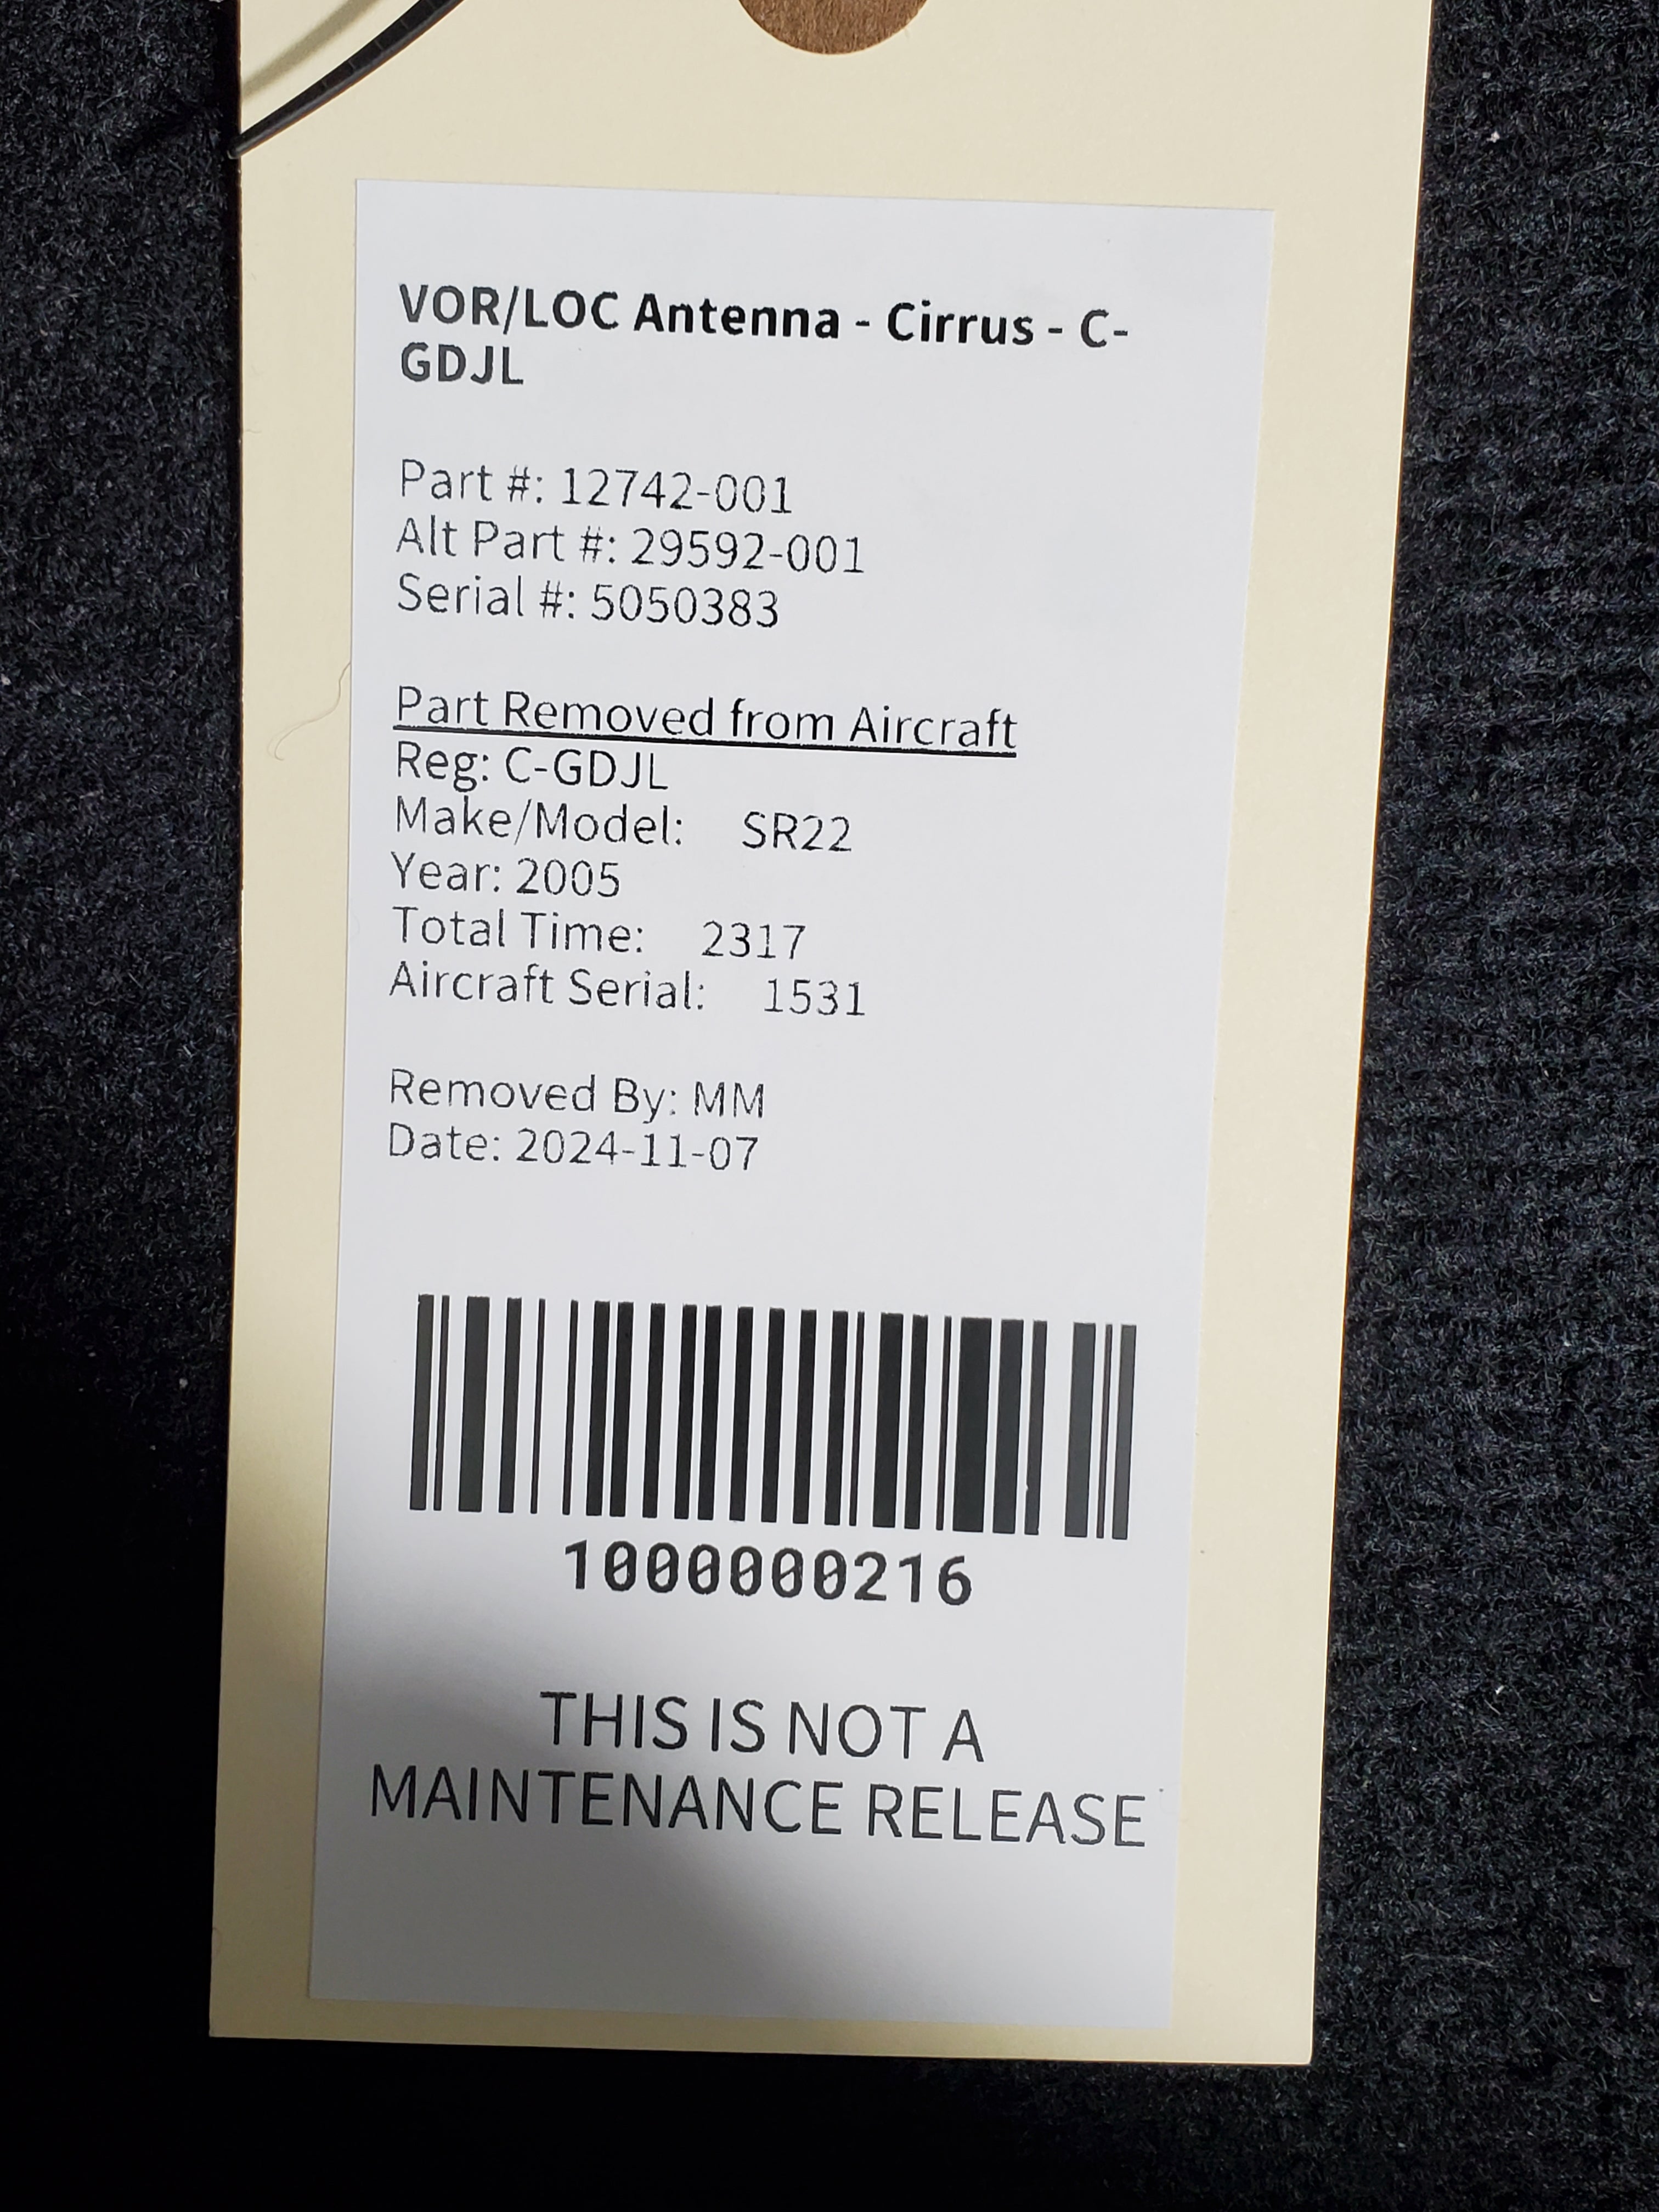 VOR/LOC Antenna - Cirrus - C-
GDJL
Part #: 12742-001
Alt Part #: 29592-001
Serial #: 5050383
Part Removed from Aircraft
Reg: C-GDJL
Make/Model: SR22
Year: 2005
Total Time: 2317
Aircraft Serial: 1531
Removed By: MM
Date: 2024-11-07
1000000216
THIS IS NOT A
MAINTENANCE RELEASE